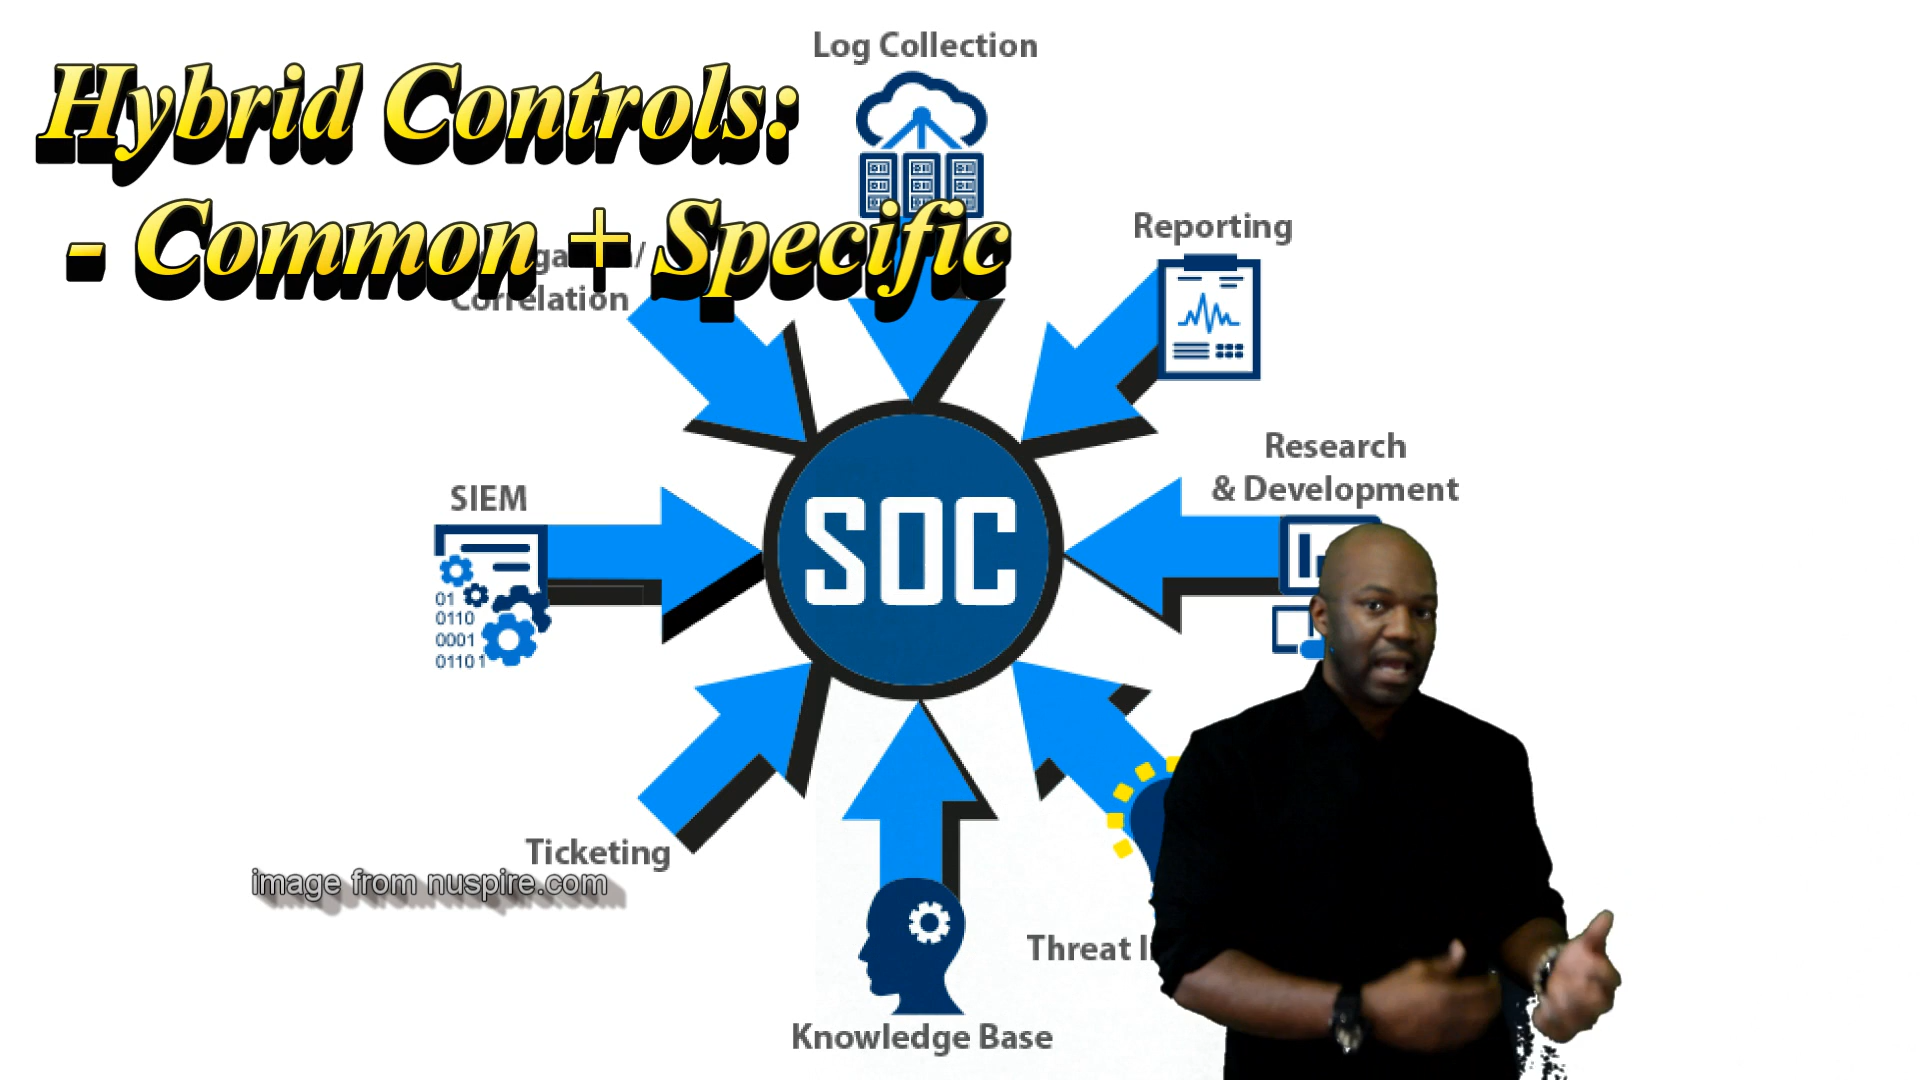 Log Collection
Hybrid Controls:
- Common + Specific
Reporting
Correlation
Research
& Development
SIEM
SOC
01
0110
0001
01101
Ticketing
image from nuspire.com
Threat
Knowledge Base